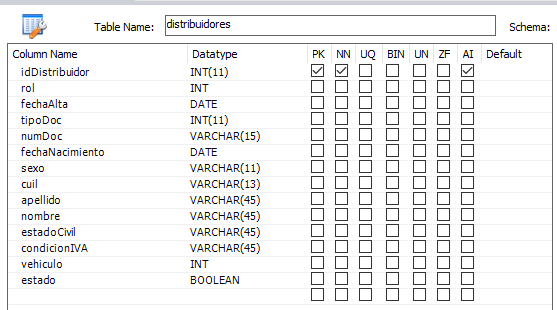 Table Name: distribuidores Schema:
Column Name Datatype PK NN UQ BIN UN ZF AI Default
idDistribuidor INT(11)
rol INT
fechaAlta DATE
tipoDoc INT(11)
numDoc VARCHAR(15)
fechaNacimiento DATE
sexo VARCHAR(11)
cuil VARCHAR(13)
apellido VARCHAR(45)
nombre VARCHAR(45)
estadoCivil VARCHAR(45)
condicionIVA VARCHAR(45)
vehiculo INT
estado BOOLEAN